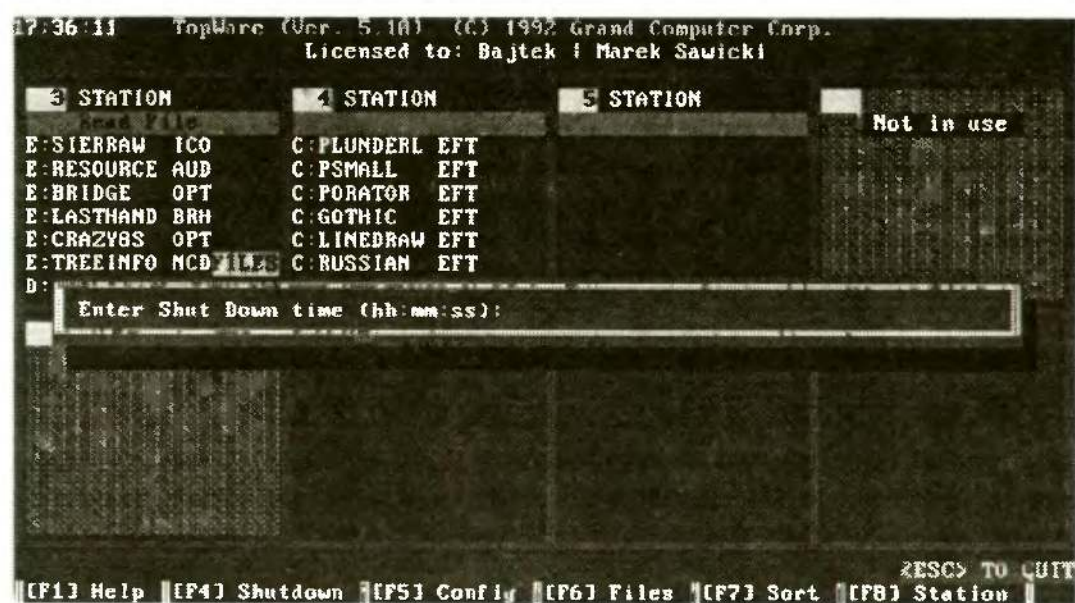 17:36:11 TopWare (Ver. 5.10) (C) 1992 Grand Computer Corp.
Licensed to: Bajtek | Marek Sawicki
3 STATION 4 STATION 5 STATION
Read File Not in use
E:SIERRAW ICO C:PLUNDERL EFT
E:RESOURCE AUD C:PSMALL EFT
E:BRIDGE OPT C:PORATOR EFT
E:LASTHAND BRH C:GOTHIC EFT
E:CRAZY8S OPT C:LINEDRAW EFT
E:TREEINFO NCD FILES C:RUSSIAN EFT
D:
Enter Shut Down time (hh:mm:ss):
<ESC> TO QUIT
[F1] Help [F4] Shutdown [F5] Config [F6] Files [F7] Sort [F8] Station